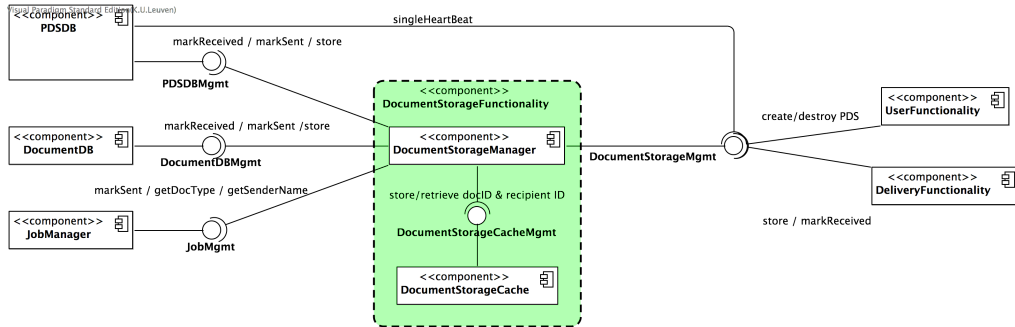 Visual Paradigm Standard Edition(K.U.Leuven)
<<component>>
PDSDB
singleHeartBeat
markReceived / markSent / store
PDSDBMgmt
<<component>>
DocumentStorageFunctionality
<<component>>
UserFunctionality
create/destroy PDS
<<component>>
DocumentDB
markReceived / markSent /store
DocumentDBMgmt
<<component>>
DocumentStorageManager
DocumentStorageMgmt
<<component>>
DeliveryFunctionality
markSent / getDocType / getSenderName
store/retrieve docID & recipient ID
store / markReceived
<<component>>
JobManager
JobMgmt
DocumentStorageCacheMgmt
<<component>>
DocumentStorageCache